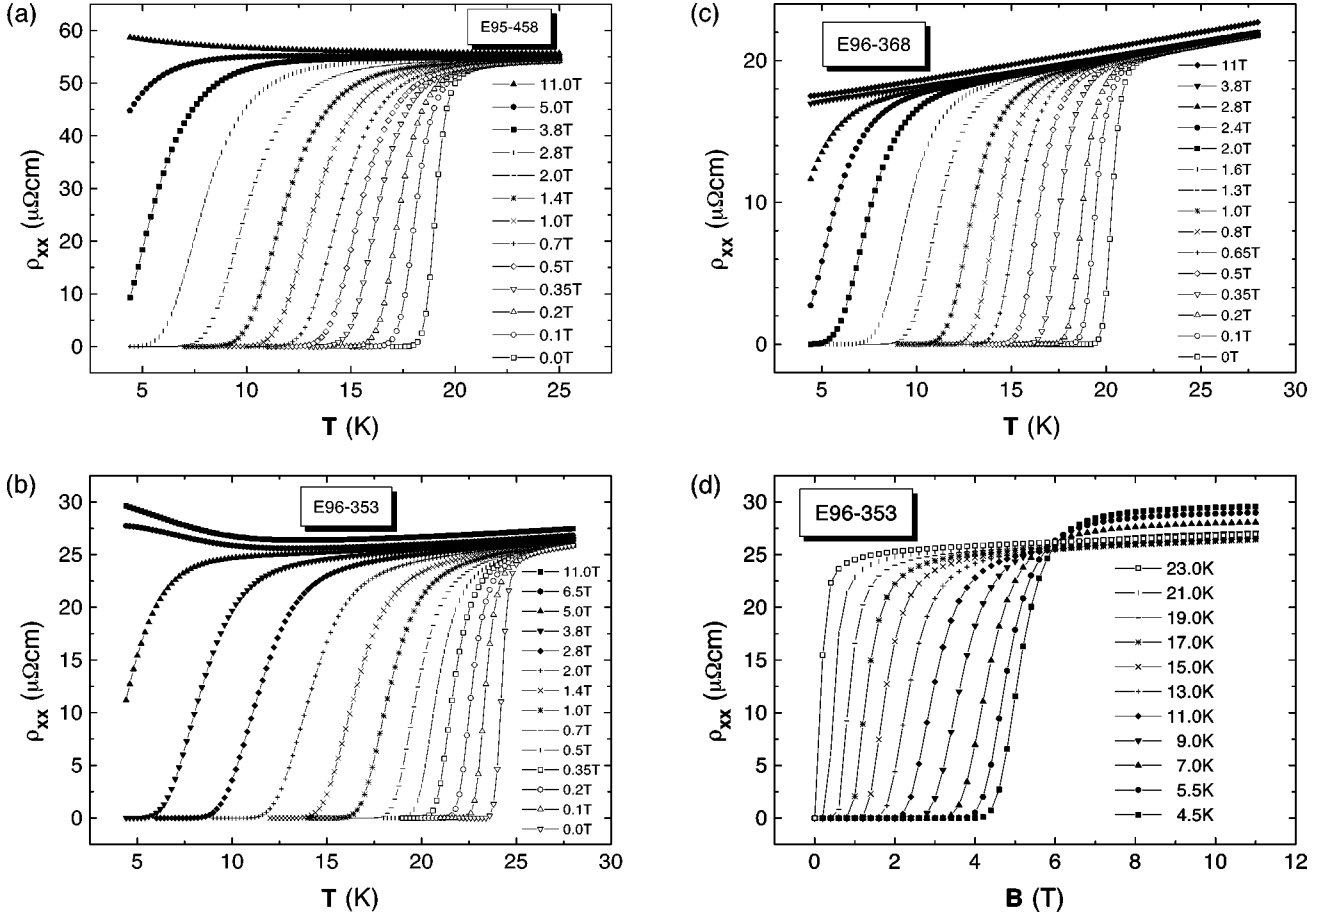 (a)
E95-458
60
50
40
30
20
10
0
ρxx (μΩcm)
5 10 15 20 25
T (K)
11.0T
5.0T
3.8T
2.8T
2.0T
1.4T
1.0T
0.7T
0.5T
0.35T
0.2T
0.1T
0.0T
(c)
E96-368
20
10
0
ρxx (μΩcm)
5 10 15 20 25 30
T (K)
11T
3.8T
2.8T
2.4T
2.0T
1.6T
1.3T
1.0T
0.8T
0.65T
0.5T
0.35T
0.2T
0.1T
0T
(b)
E96-353
30
25
20
15
10
5
0
ρxx (μΩcm)
5 10 15 20 25 30
T (K)
11.0T
6.5T
5.0T
3.8T
2.8T
2.0T
1.4T
1.0T
0.7T
0.5T
0.35T
0.2T
0.1T
0.0T
(d)
E96-353
30
25
20
15
10
5
0
ρxx (μΩcm)
0 2 4 6 8 10 12
B (T)
23.0K
21.0K
19.0K
17.0K
15.0K
13.0K
11.0K
9.0K
7.0K
5.5K
4.5K